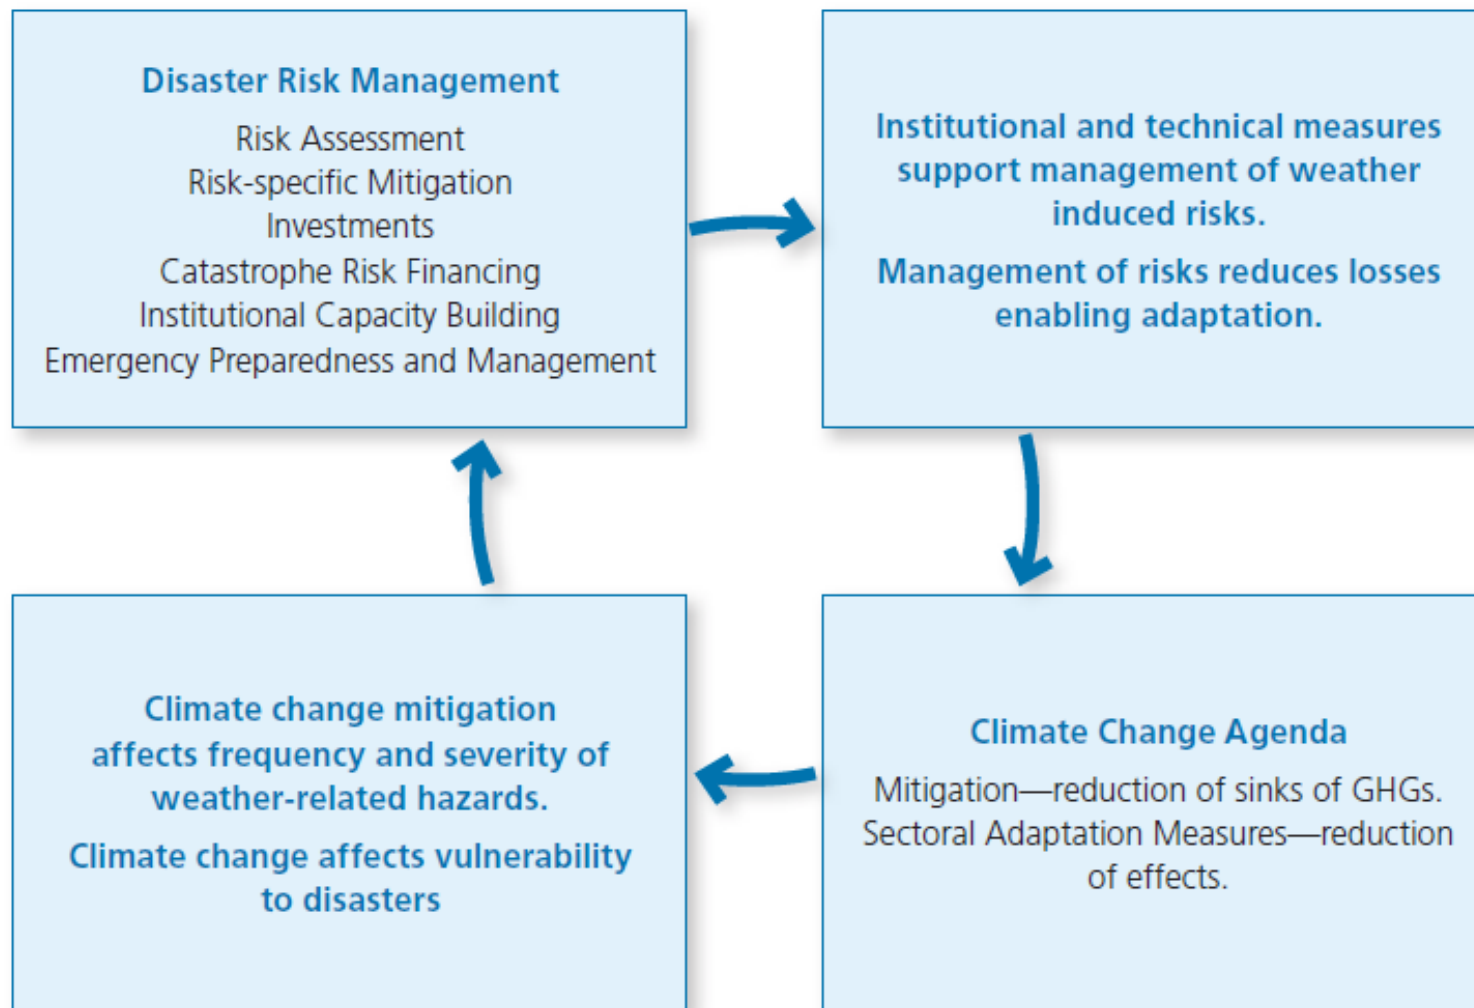 Disaster Risk Management
Risk Assessment
Risk-specific Mitigation
Investments
Catastrophe Risk Financing
Institutional Capacity Building
Emergency Preparedness and Management
Institutional and technical measures
support management of weather
induced risks.
Management of risks reduces losses
enabling adaptation.
Climate change mitigation
affects frequency and severity of
weather-related hazards.
Climate change affects vulnerability
to disasters
Climate Change Agenda
Mitigation—reduction of sinks of GHGs.
Sectoral Adaptation Measures—reduction
of effects.